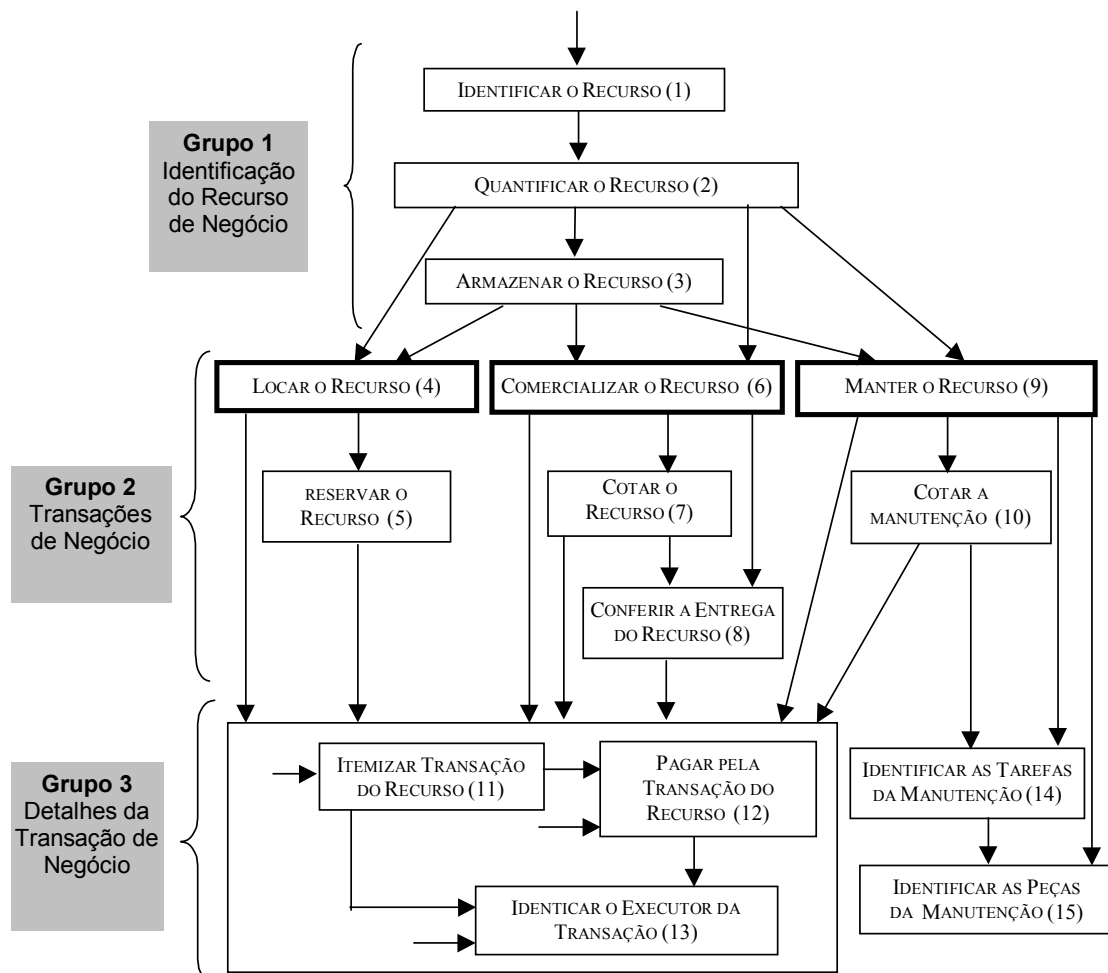 IDENTIFICAR O RECURSO (1)
Grupo 1
Identificação
do Recurso
de Negócio
QUANTIFICAR O RECURSO (2)
ARMAZENAR O RECURSO (3)
LOCAR O RECURSO (4)
COMERCIALIZAR O RECURSO (6)
MANTER O RECURSO (9)
Grupo 2
Transações
de Negócio
RESERVAR O
RECURSO (5)
COTAR O
RECURSO (7)
COTAR A
MANUTENÇÃO (10)
CONFERIR A ENTREGA
DO RECURSO (8)
Grupo 3
Detalhes da
Transação de
Negócio
ITEMIZAR TRANSAÇÃO
DO RECURSO (11)
PAGAR PELA
TRANSAÇÃO DO
RECURSO (12)
IDENTIFICAR AS TAREFAS
DA MANUTENÇÃO (14)
IDENTICAR O EXECUTOR DA
TRANSAÇÃO (13)
IDENTIFICAR AS PEÇAS
DA MANUTENÇÃO (15)